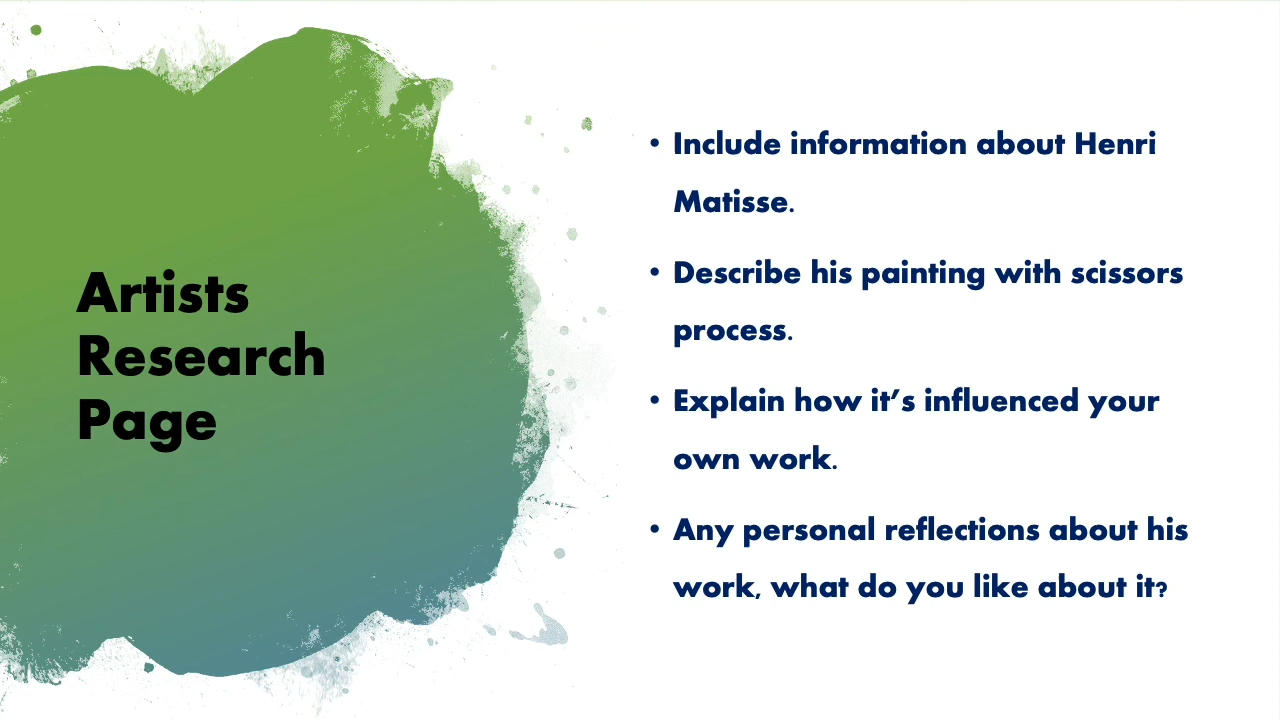 Artists
Research
Page
• Include information about Henri
Matisse.
• Describe his painting with scissors
process.
• Explain how it’s influenced your
own work.
• Any personal reflections about his
work, what do you like about it?